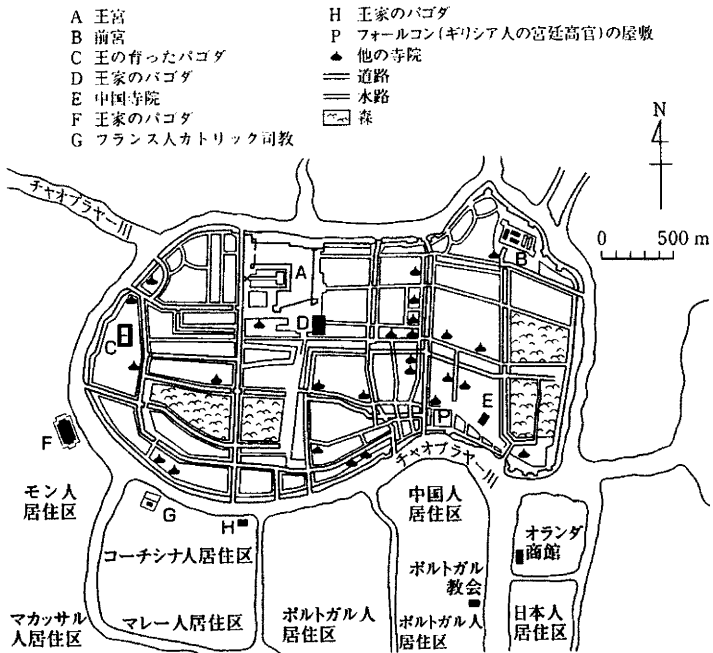 A 王宮
B 前宮
C 王の育ったパゴダ
D 王家のパゴダ
E 中国寺院
F 王家のパゴダ
G フランス人カトリック司教
H 王家のパゴダ
P フォールコン(ギリシア人の宮廷高官)の屋敷
他の寺院
道路
水路
森
N
0 500 m
チャオプラヤー川
A
B
C
D
E
P
F
チャオプラヤー川
モン人
居住区
G
H
中国人
居住区
オランダ
商館
コーチシナ人居住区
ポルトガル
教会
マカッサル
人居住区
マレー人居住区
ポルトガル人
居住区
ポルトガル人
居住区
日本人
居住区